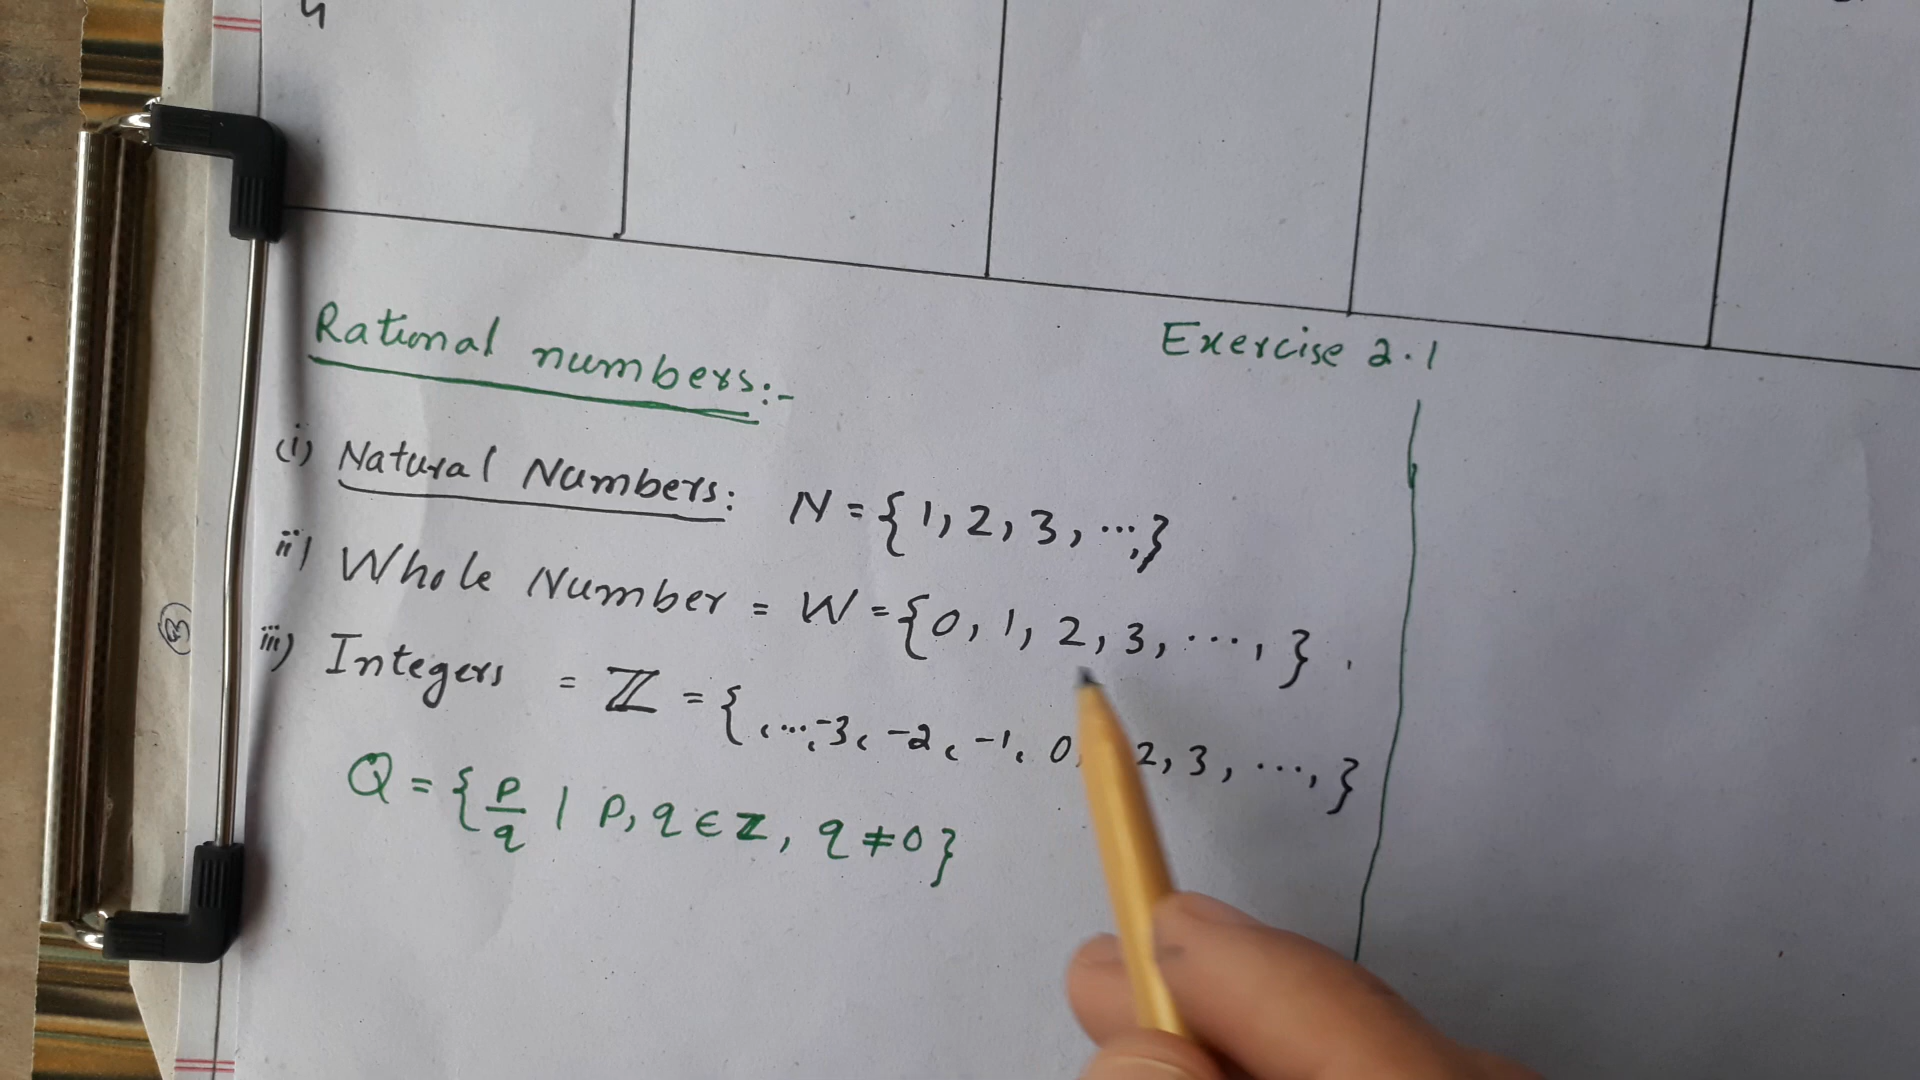 4
Rational numbers:-
Exercise 2.1
(i) Natural Numbers: N = {1, 2, 3, ...,}
ii) Whole Number = W = {0, 1, 2, 3, ..., } .
iii) Integers = ℤ = {, ..., -3, -2, -1, 0, 2, 3, ..., }
Q = {p/q | p, q ∈ ℤ, q ≠ 0}